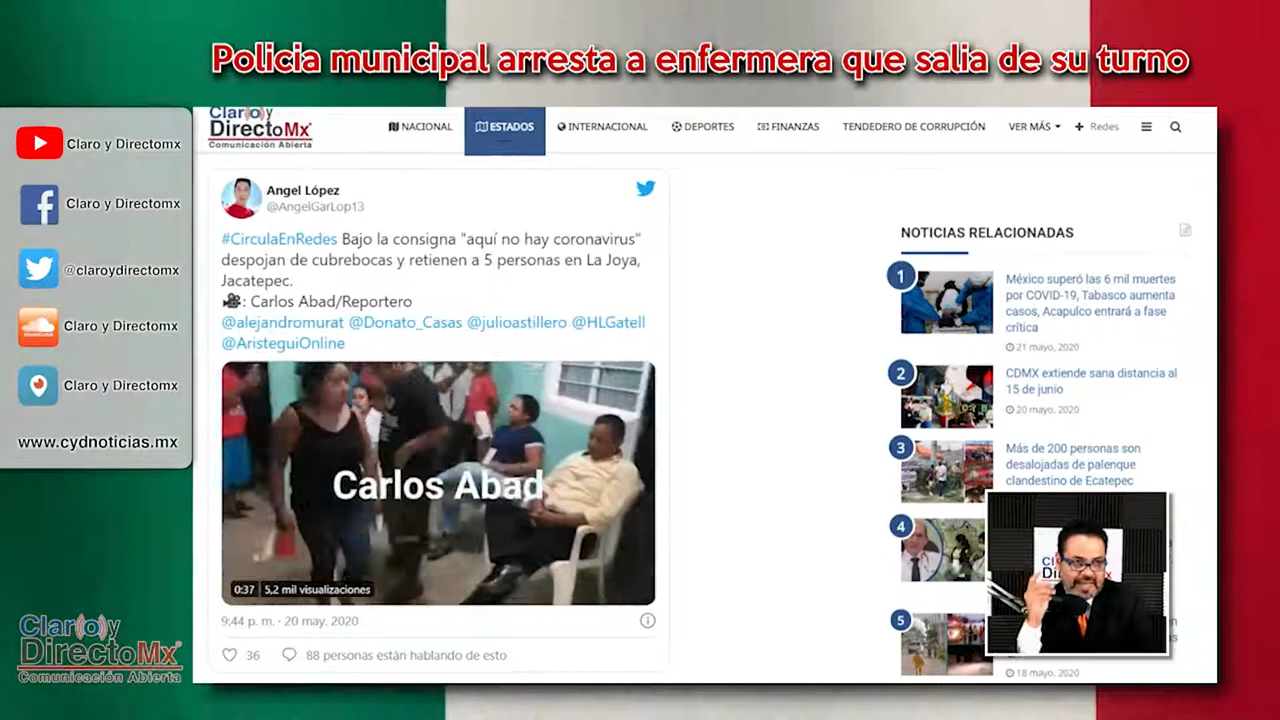 Policia municipal arresta a enfermera que salia de su turno
Claro y Directomx
Claro y Directomx
@claroydirectomx
Claro y Directomx
Claro y Directomx
www.cydnoticias.mx
Claro y
DirectoMx
Comunicación Abierta
Claro y
DirectoMx
Comunicación Abierta
NACIONAL
ESTADOS
INTERNACIONAL
DEPORTES
FINANZAS
TENDEDERO DE CORRUPCIÓN
VER MÁS
Redes
Angel López
@AngelGarLop13
#CirculaEnRedes Bajo la consigna "aquí no hay coronavirus"
despojan de cubrebocas y retienen a 5 personas en La Joya,
Jacatepec.
: Carlos Abad/Reportero
@alejandromurat @Donato_Casas @julioastillero @HLGatell
@AristeguiOnline
Carlos Abad
0:37 5,2 mil visualizaciones
9:44 p. m. · 20 may. 2020
36
88 personas están hablando de esto
NOTICIAS RELACIONADAS
1
México superó las 6 mil muertes
por COVID-19, Tabasco aumenta
casos, Acapulco entrará a fase
crítica
21 mayo, 2020
2
CDMX extiende sana distancia al
15 de junio
20 mayo, 2020
3
Más de 200 personas son
desalojadas de palenque
clandestino de Ecatepec
4
5
18 mayo, 2020